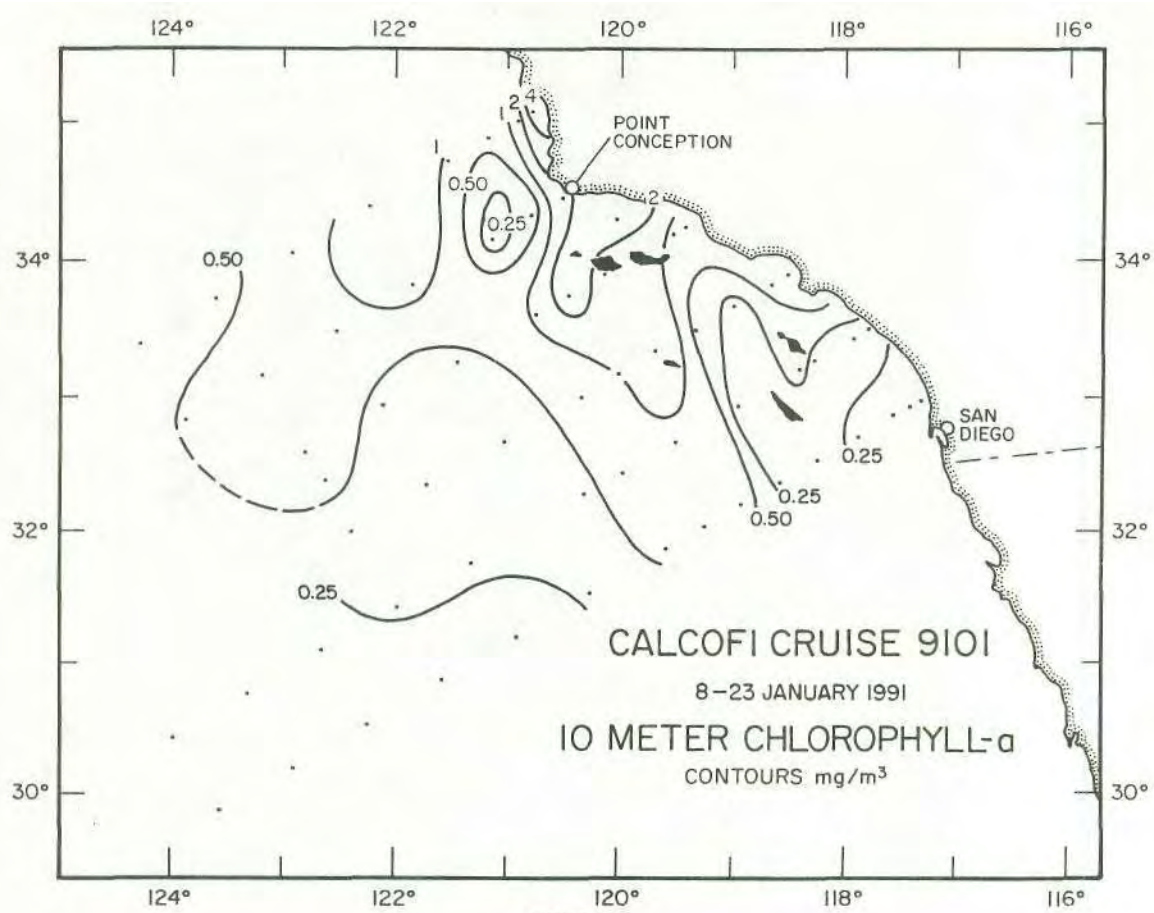 124° 122° 120° 118° 116°
2 4
1
POINT
CONCEPTION
1
0.50
2
0.25
34° 34°
0.50
SAN
DIEGO
0.25
0.25
0.50
32° 32°
0.25
CALCOFI CRUISE 9101
8-23 JANUARY 1991
10 METER CHLOROPHYLL-a
CONTOURS mg/m³
30° 30°
124° 122° 120° 118° 116°